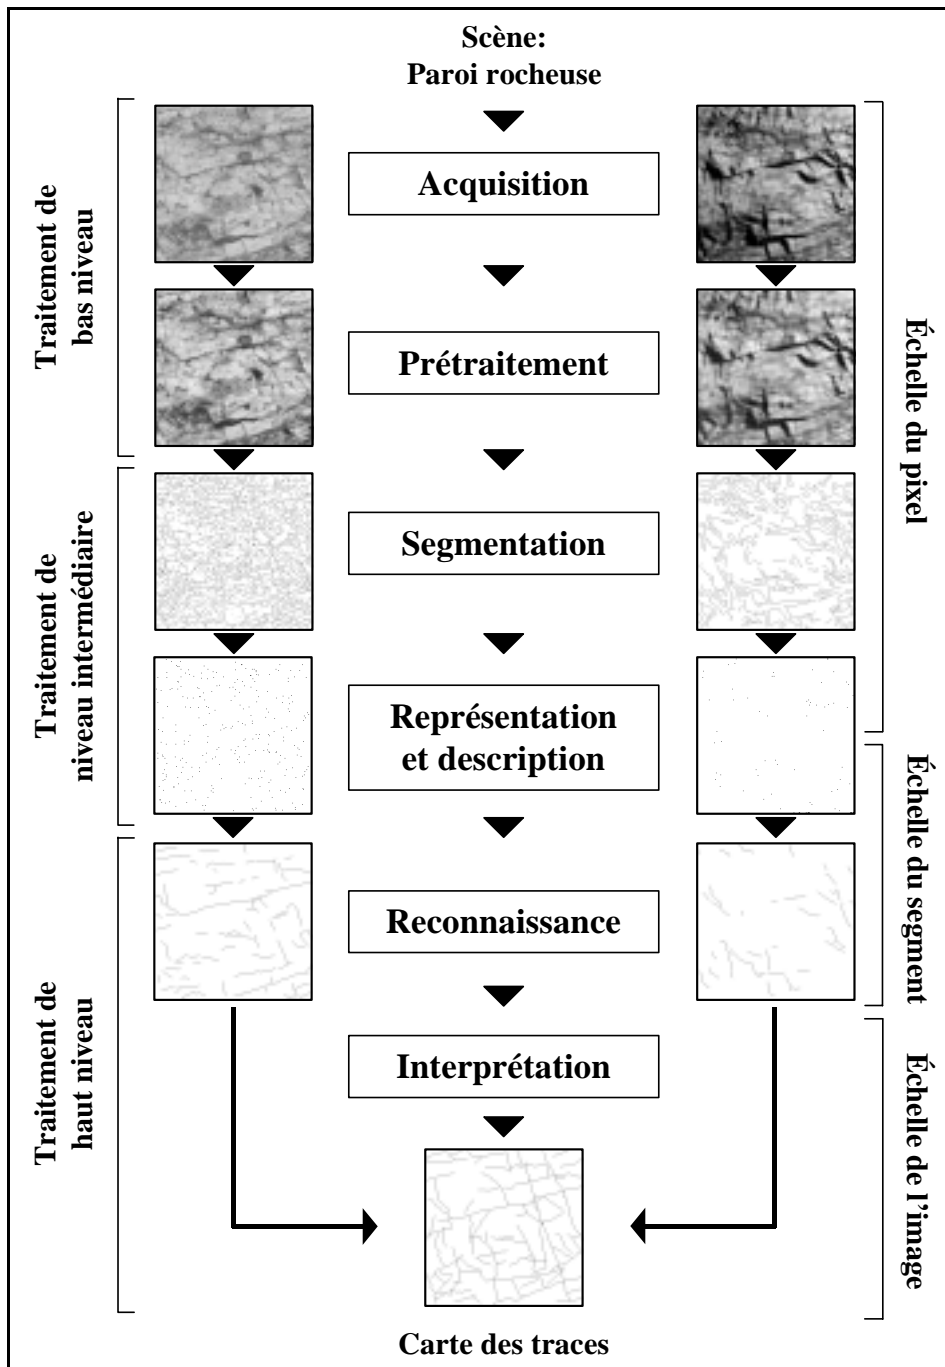 Scène:
Paroi rocheuse
Traitement de
bas niveau
Acquisition
Prétraitement
Échelle du pixel
Traitement de
niveau intermédiaire
Segmentation
Représentation
et description
Échelle du segment
Traitement de
haut niveau
Reconnaissance
Interprétation
Échelle de l'image
Carte des traces